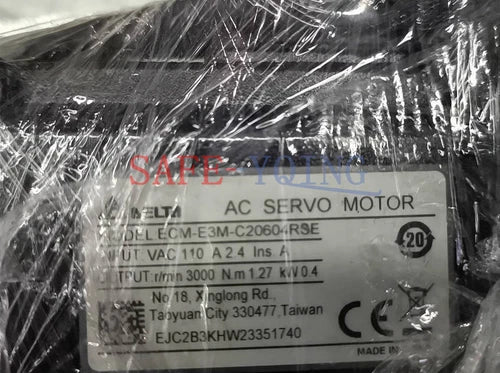 SAFE-YQING
DELTA AC SERVO MOTOR
MODEL ECM-E3M-C20604RSE
INPUT: VAC 110 A 2.4 Ins. A
OUTPUT: r/min 3000 N.m 1.27 kW 0.4
20
No.18, Xinglong Rd.,
Taoyuan City 330477, Taiwan
CE
EJC2B3KHW23351740
MADE IN